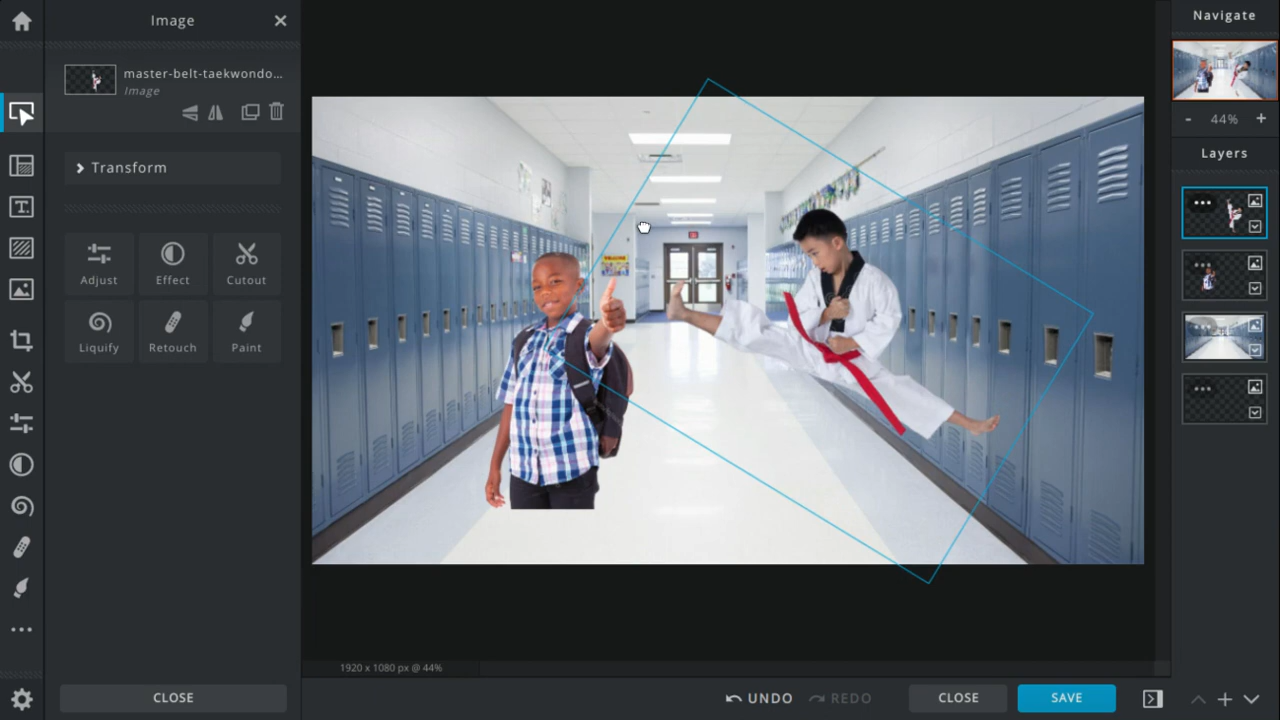 Image
master-belt-taekwondo...
Image
Transform
Adjust
Effect
Cutout
Liquify
Retouch
Paint
CLOSE
WELCOME
1920 x 1080 px @ 44%
UNDO
REDO
CLOSE
SAVE
Navigate
- 44% +
Layers